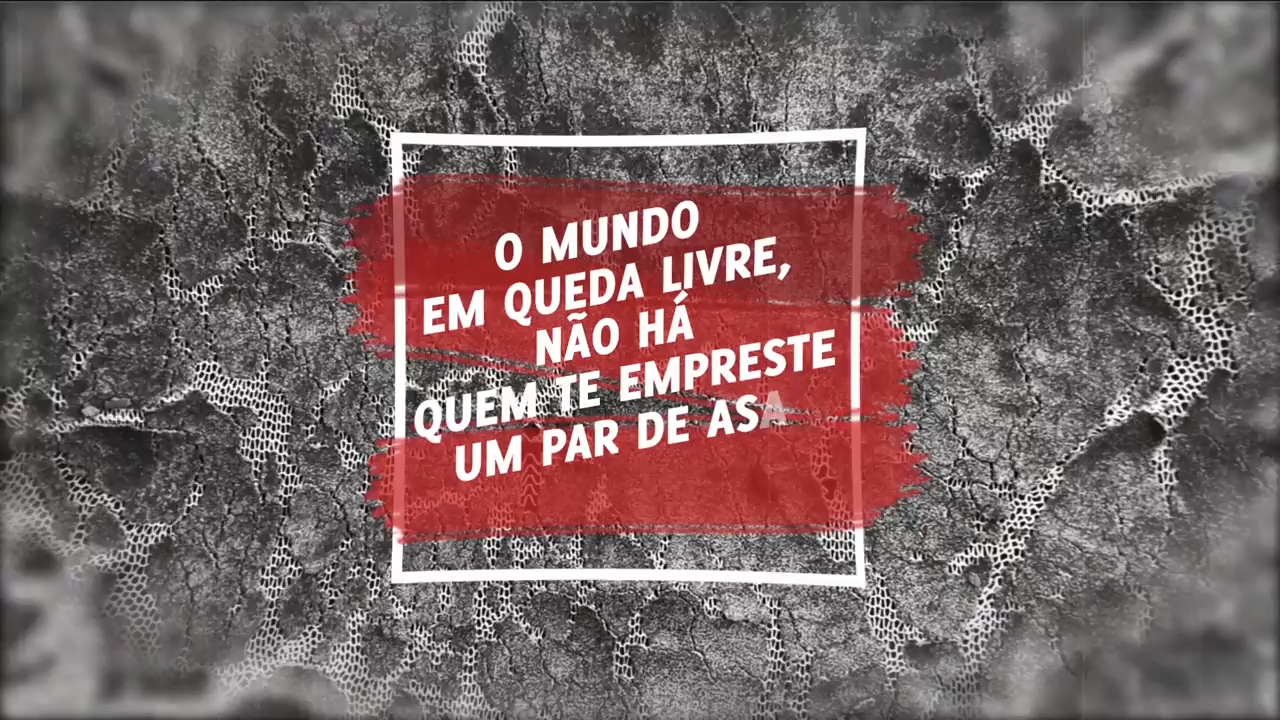 O MUNDO
EM QUEDA LIVRE,
NÃO HÁ
QUEM TE EMPRESTE
UM PAR DE ASA